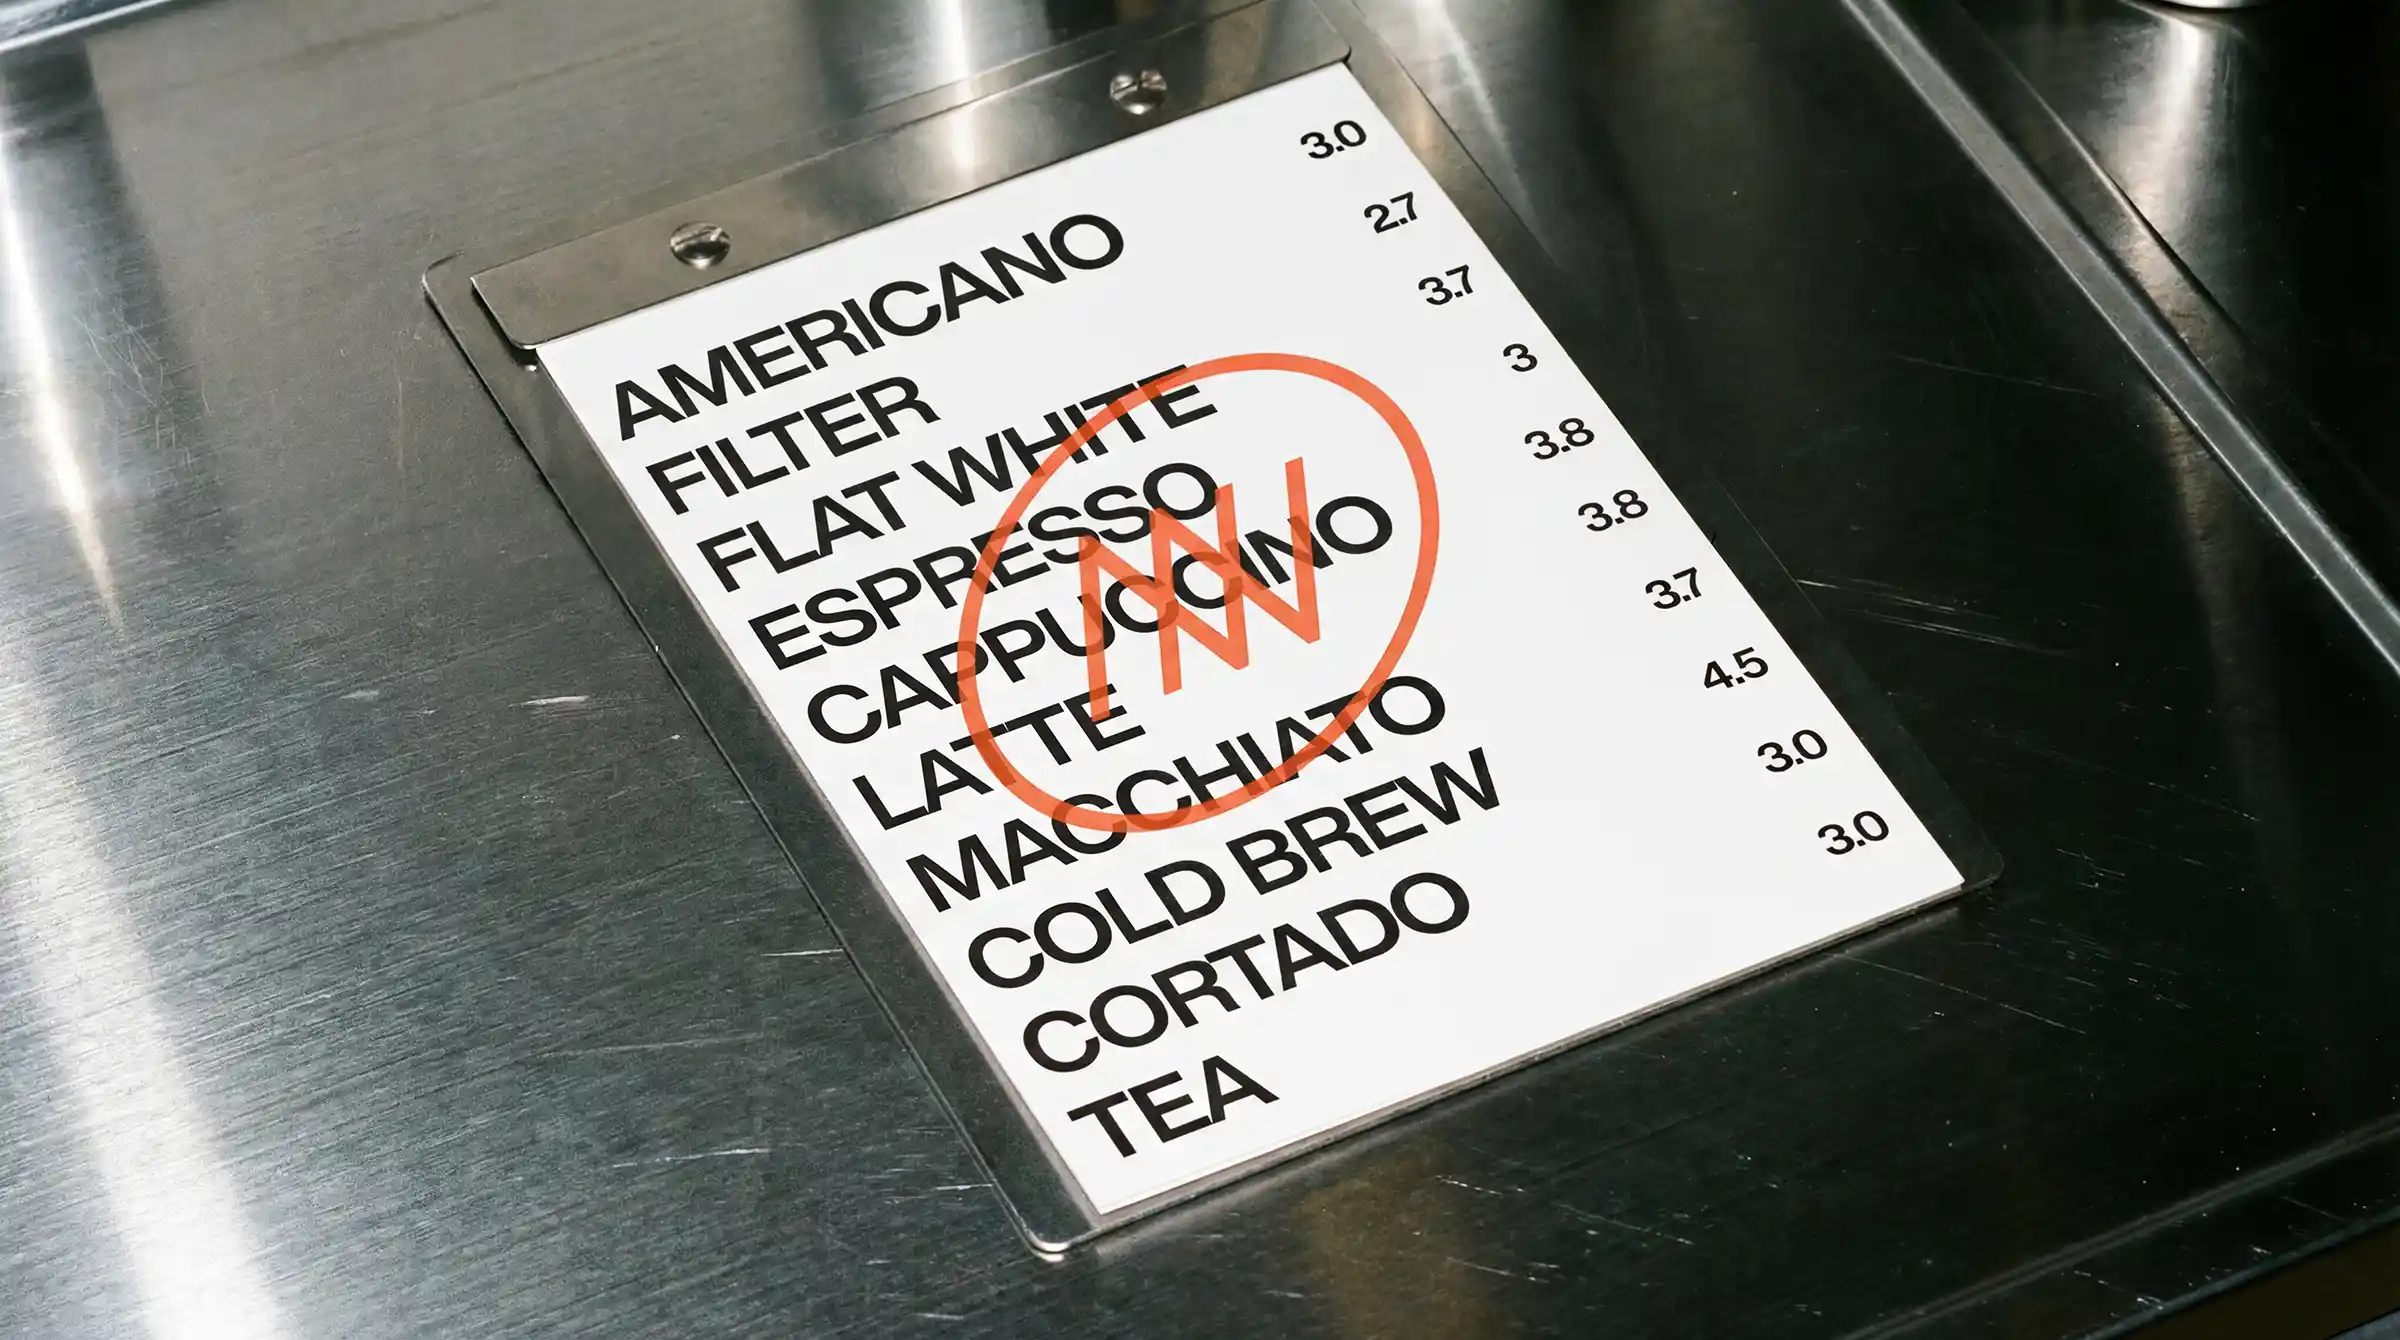 AMERICANO 3.0
FILTER 2.7
FLAT WHITE 3.7
ESPRESSO 3
CAPPUCCINO 3.8
LATTE 3.8
MACCHIATO 3.7
COLD BREW 4.5
CORTADO 3.0
TEA 3.0